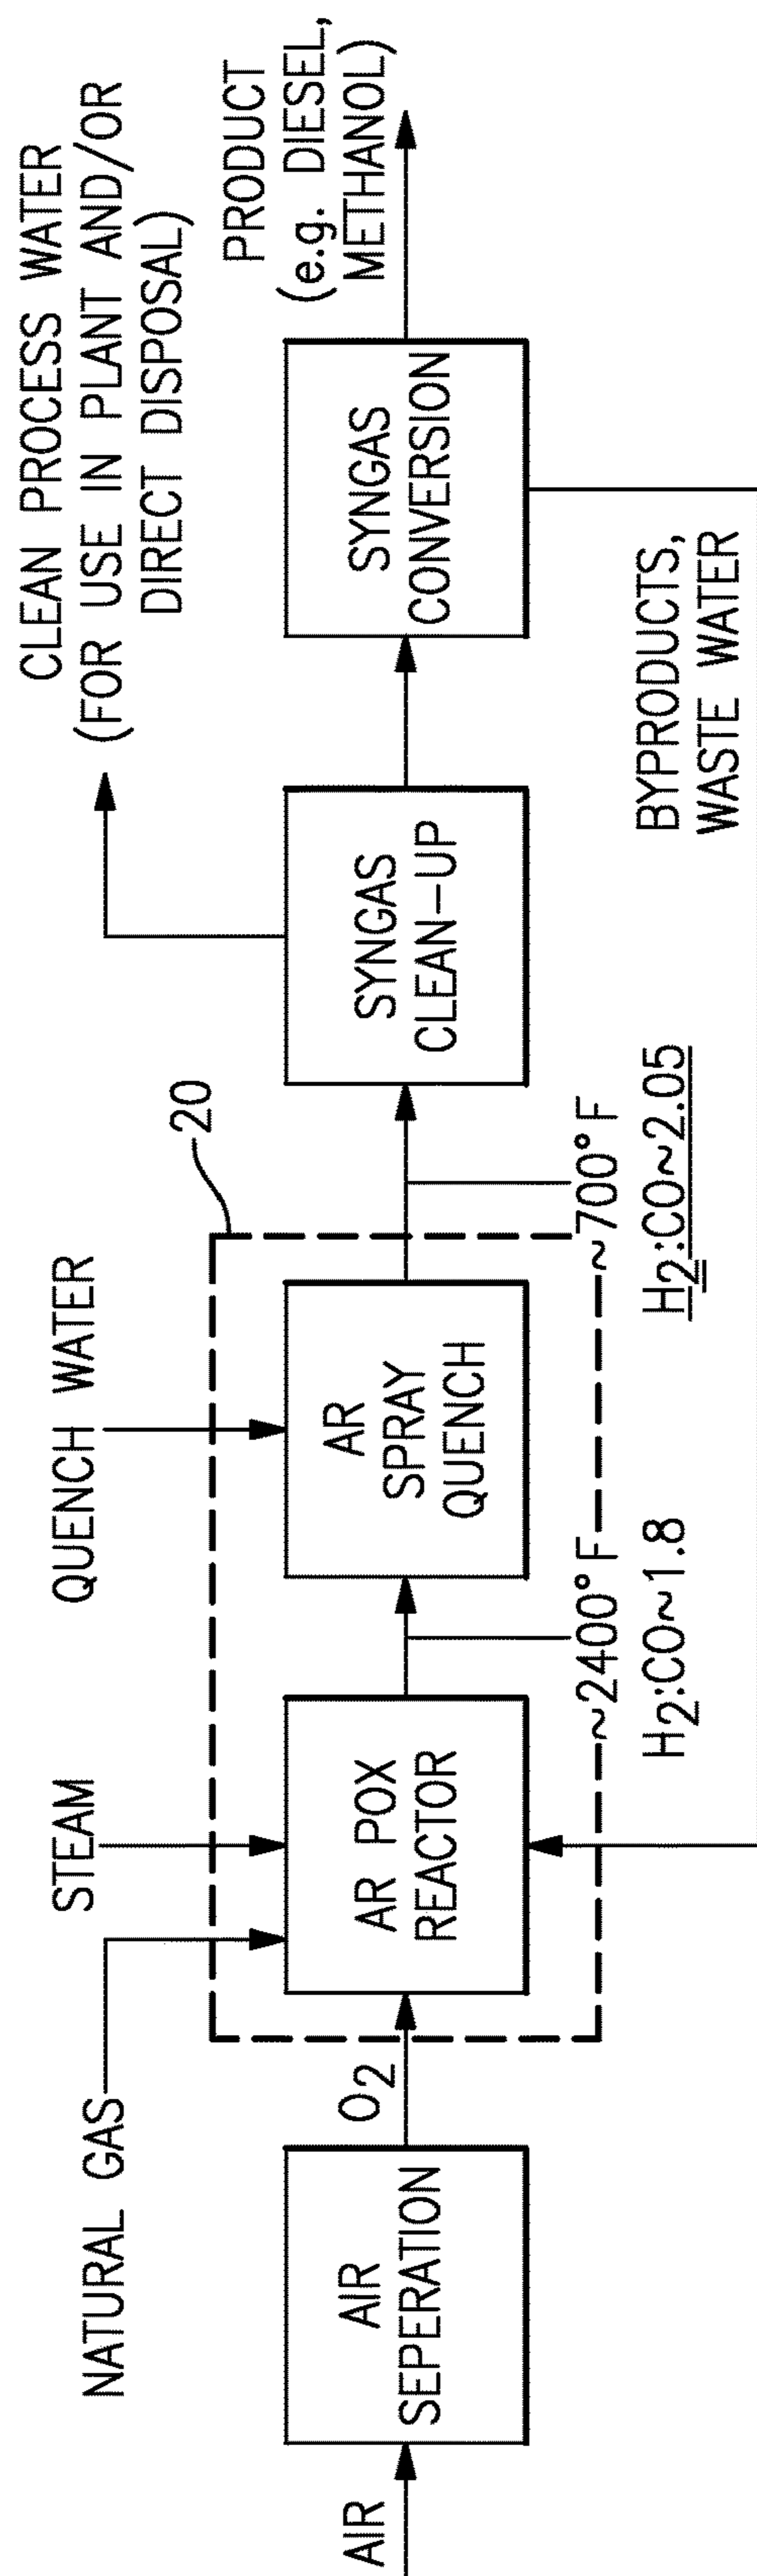 AIR
AIR
SEPERATION
O2
NATURAL GAS
STEAM
AR POX
REACTOR
~2400°F
H2:CO~1.8
QUENCH WATER
AR
SPRAY
QUENCH
20
~700°F
H2:CO~2.05
SYNGAS
CLEAN-UP
CLEAN PROCESS WATER
(FOR USE IN PLANT AND/OR
DIRECT DISPOSAL)
SYNGAS
CONVERSION
BYPRODUCTS,
WASTE WATER
PRODUCT
(e.g. DIESEL,
METHANOL)